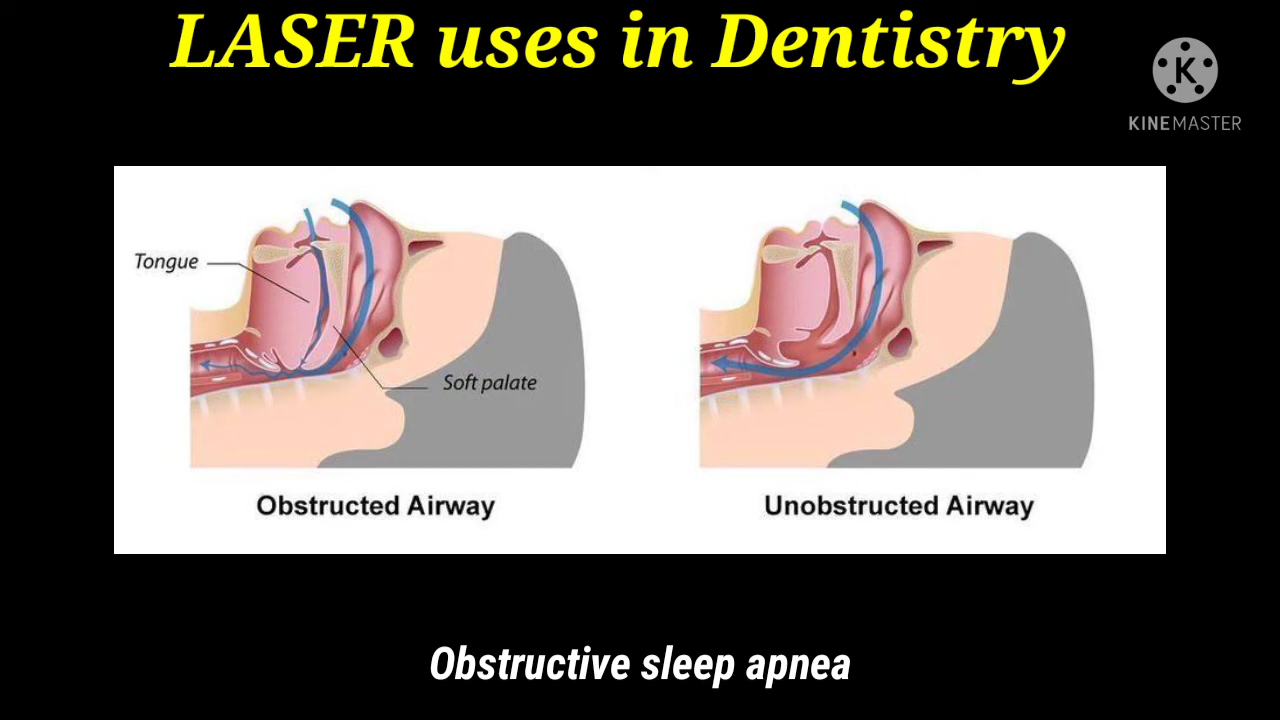 LASER uses in Dentistry
K
KINEMASTER
Tongue
Soft palate
Obstructed Airway
Unobstructed Airway
Obstructive sleep apnea